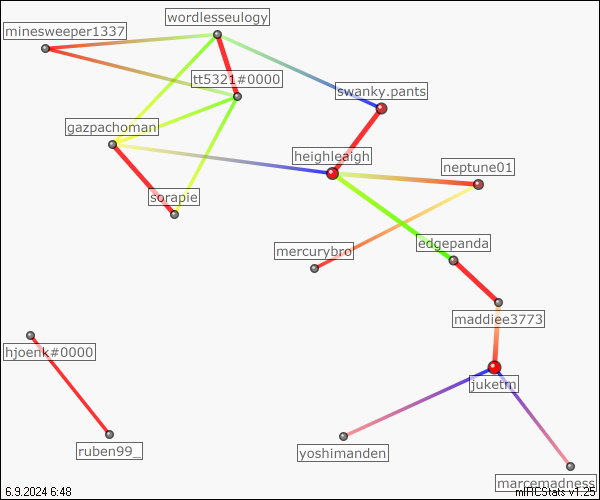 wordlesseulogy
minesweeper1337
tt5321#0000
swanky.pants
gazpachoman
heighleaigh
neptune01
sorapie
edgepanda
mercurybro
maddiee3773
hjoenk#0000
juketm
ruben99_
yoshimanden
marcemadness
6.9.2024 6:48
mIRCStats v1.25